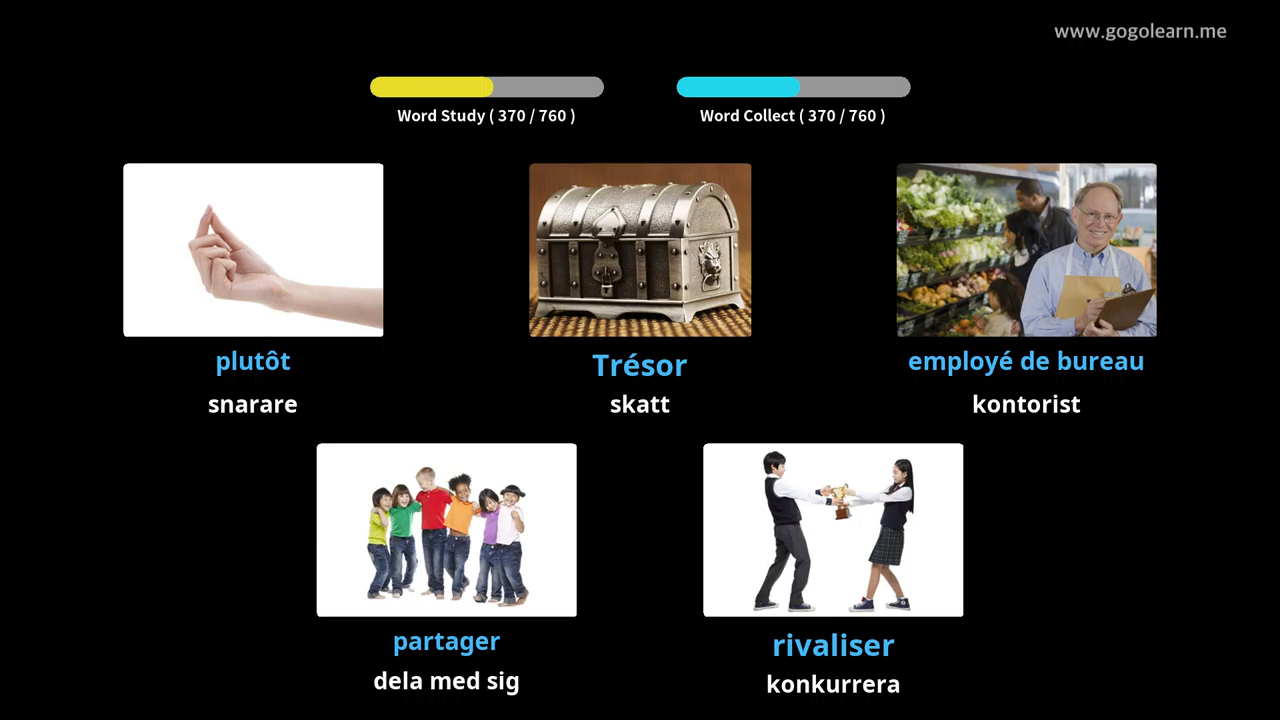 www.gogolearn.me
Word Study ( 370 / 760 )
Word Collect ( 370 / 760 )
plutôt
snarare
Trésor
skatt
employé de bureau
kontorist
partager
dela med sig
rivaliser
konkurrera